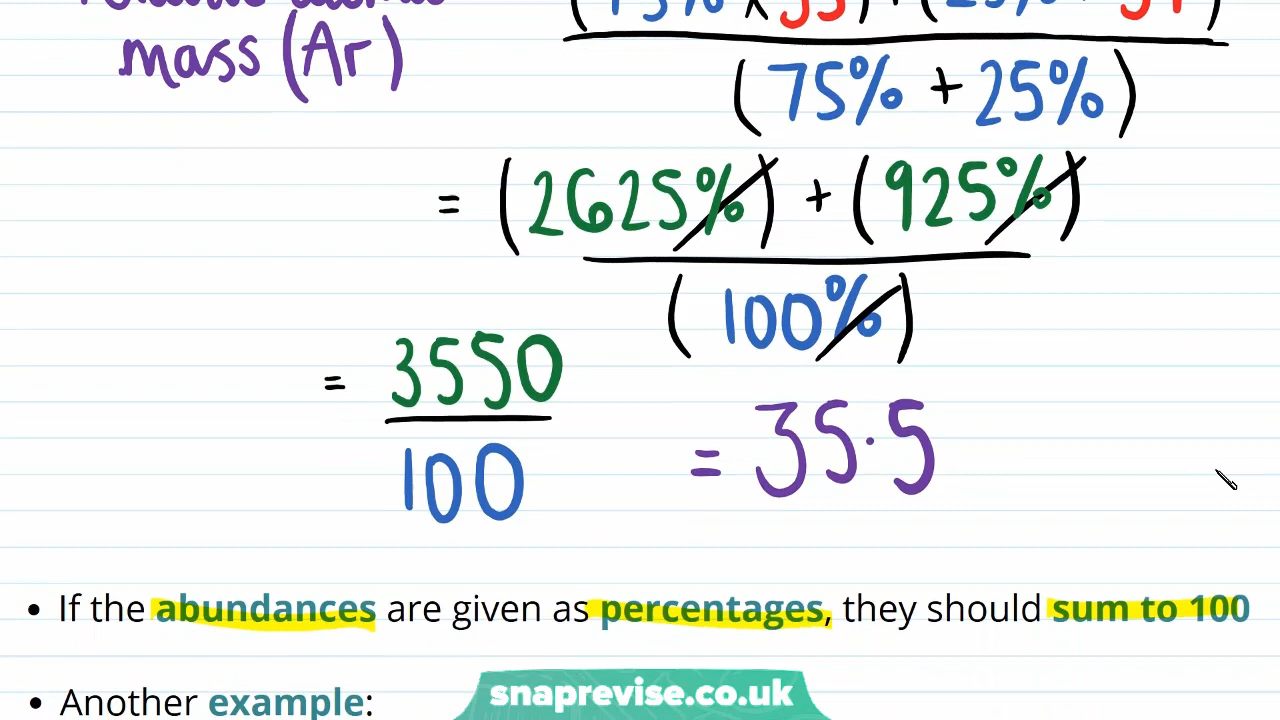 mass (Ar)
(75% + 25%)
= (2625%) + (925%)
(100%)
= 3550
100
= 35.5
• If the abundances are given as percentages, they should sum to 100
• Another example:
snaprevise.co.uk